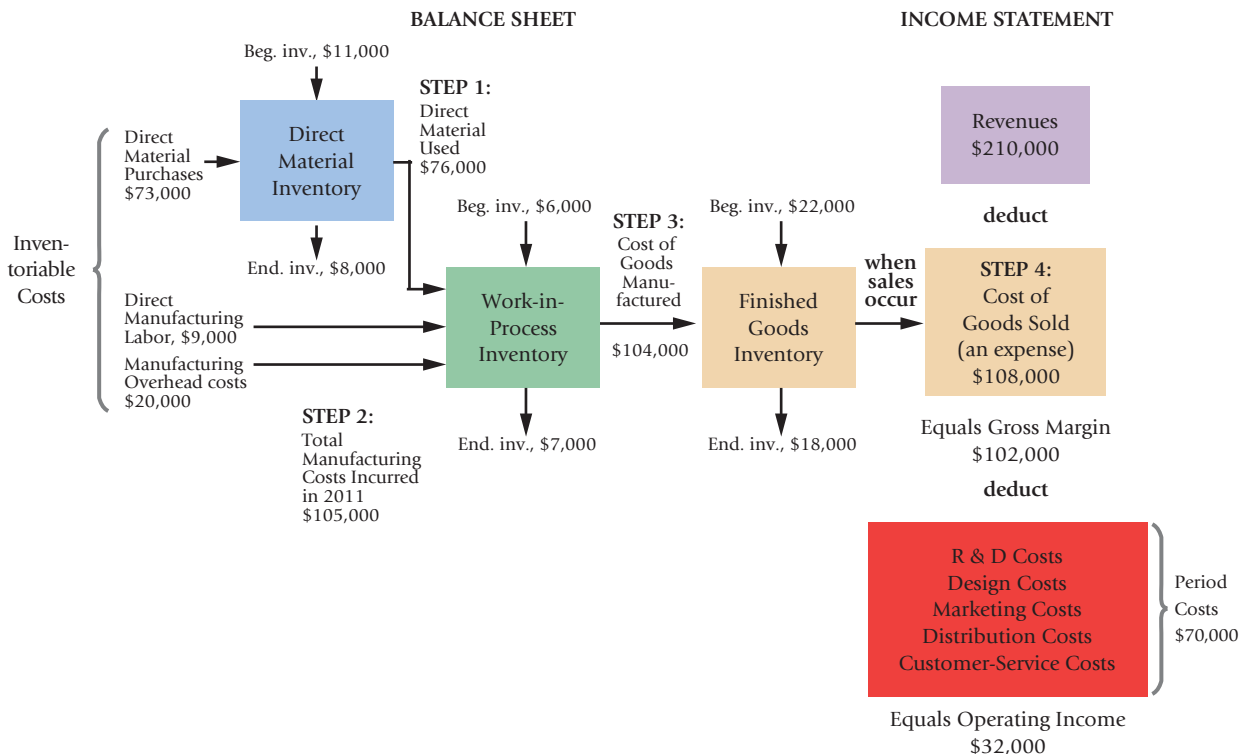 BALANCE SHEET
INCOME STATEMENT
Beg. inv., $11,000
STEP 1:
Direct
Material
Used
$76,000
Direct
Material
Purchases
$73,000
Direct
Material
Inventory
End. inv., $8,000
Inven-
toriable
Costs
Direct
Manufacturing
Labor, $9,000
Manufacturing
Overhead costs
$20,000
STEP 2:
Total
Manufacturing
Costs Incurred
in 2011
$105,000
Beg. inv., $6,000
Work-in-
Process
Inventory
End. inv., $7,000
STEP 3:
Cost of
Goods
Manu-
factured
$104,000
Beg. inv., $22,000
Finished
Goods
Inventory
End. inv., $18,000
when
sales
occur
Revenues
$210,000
deduct
STEP 4:
Cost of
Goods Sold
(an expense)
$108,000
Equals Gross Margin
$102,000
deduct
R & D Costs
Design Costs
Marketing Costs
Distribution Costs
Customer-Service Costs
Period
Costs
$70,000
Equals Operating Income
$32,000